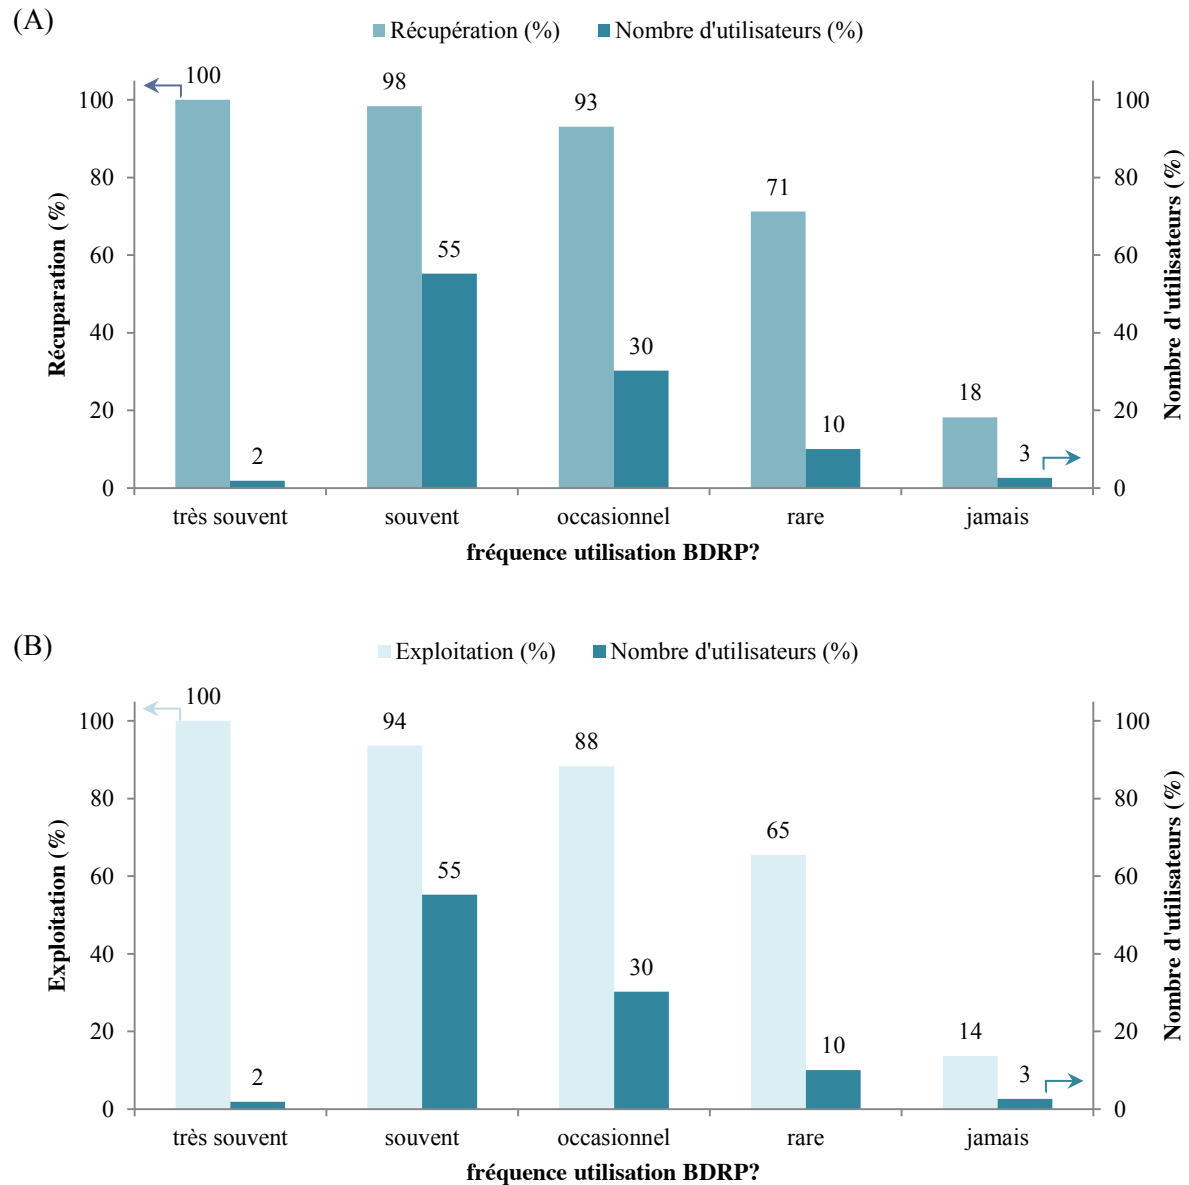 (A)
Récupération (%) Nombre d'utilisateurs (%)
100 98 93 71 18
55 30 10 2 3
100 80 60 40 20 0
Récuparation (%)
100 80 60 40 20 0
Nombre d'utilisateurs (%)
très souvent souvent occasionnel rare jamais
fréquence utilisation BDRP?
(B)
Exploitation (%) Nombre d'utilisateurs (%)
100 94 88 65 14
55 30 10 2 3
100 80 60 40 20 0
Exploitation (%)
100 80 60 40 20 0
Nombre d'utilisateurs (%)
très souvent souvent occasionnel rare jamais
fréquence utilisation BDRP?